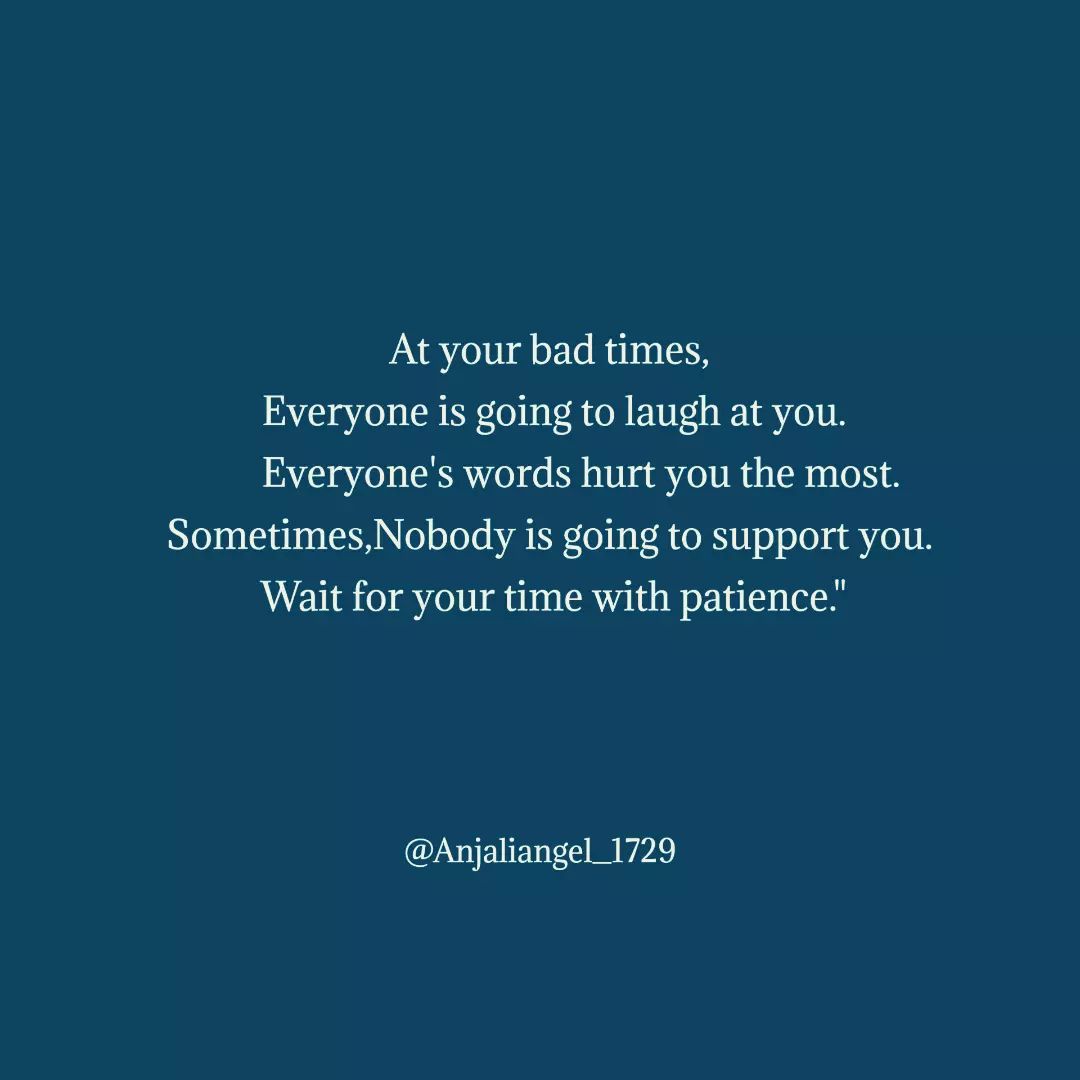 At your bad times,
Everyone is going to laugh at you.
Everyone's words hurt you the most.
Sometimes,Nobody is going to support you.
Wait for your time with patience."
@Anjaliangel_1729